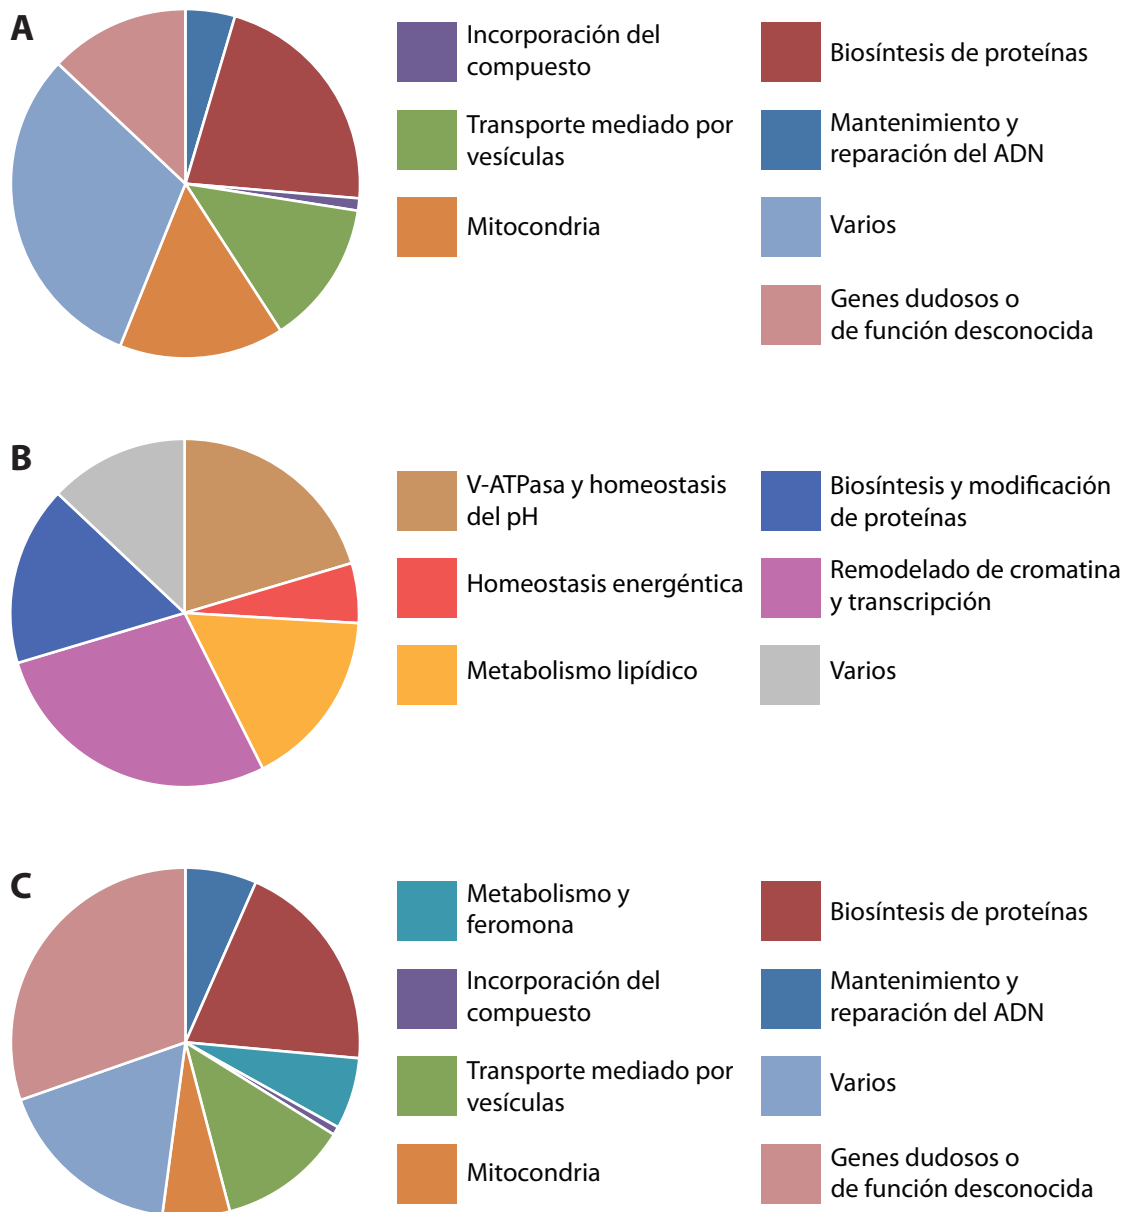 A
Incorporación del
compuesto
Transporte mediado por
vesículas
Mitocondria
Biosíntesis de proteínas
Mantenimiento y
reparación del ADN
Varios
Genes dudosos o
de función desconocida
B
V-ATPasa y homeostasis
del pH
Homeostasis energéntica
Metabolismo lipídico
Biosíntesis y modificación
de proteínas
Remodelado de cromatina
y transcripción
Varios
C
Metabolismo y
feromona
Incorporación del
compuesto
Transporte mediado por
vesículas
Mitocondria
Biosíntesis de proteínas
Mantenimiento y
reparación del ADN
Varios
Genes dudosos o
de función desconocida